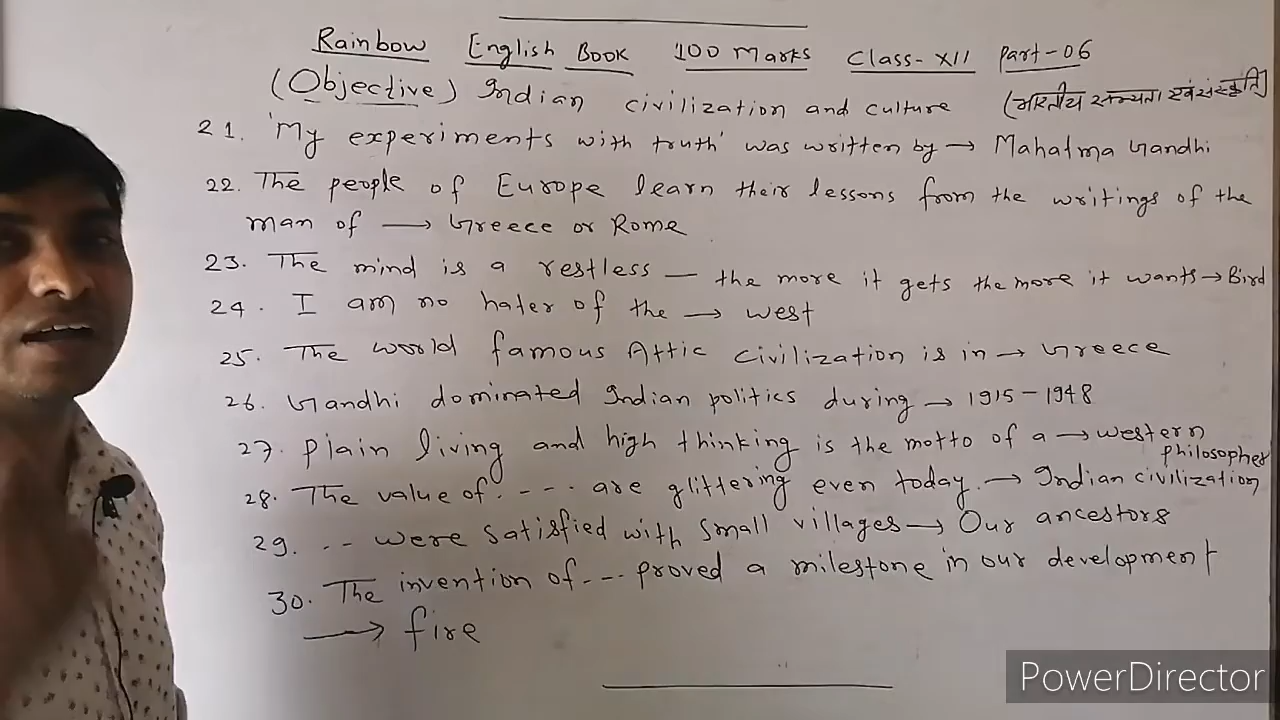 Rainbow English Book 100 Marks Class-XII Part-06
(Objective) Indian civilization and culture (भारतीय सभ्यता एवं संस्कृति)
21. 'My experiments with truth' was written by → Mahatma Gandhi
22. The people of Europe learn their lessons from the writings of the
man of → Greece or Rome
23. The mind is a restless — the more it gets the more it wants → Bird
24. I am no hater of the → west
25. The world famous Attic civilization is in → Greece
26. Gandhi dominated Indian politics during → 1915-1948
27. Plain living and high thinking is the motto of a → western
philosopher
28. The value of. --- are glittering even today. → Indian civilization
29. .-- were satisfied with small villages → Our ancestors
30. The invention of. --- proved a milestone in our development
→ fire
PowerDirector